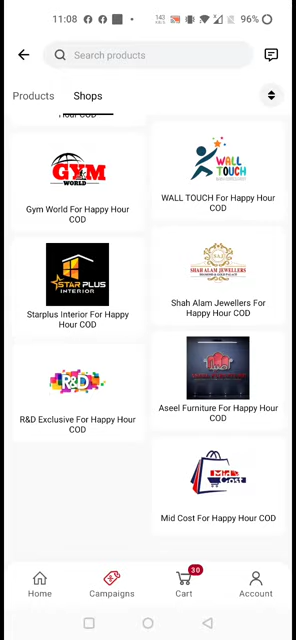 11:08
143
KB/S
96%
Search products
Products
Shops
Hour COD
GYM
WORLD
Gym World For Happy Hour
COD
WALL
TOUCH
WALL TOUCH For Happy Hour
COD
STAR PLUS
INTERIOR
Starplus Interior For Happy
Hour COD
SHAH ALAM JEWELLERS
Shah Alam Jewellers For
Happy Hour COD
R&D
R&D Exclusive For Happy Hour
COD
Aseel Furniture For Happy Hour
COD
Mid
Cost
Mid Cost For Happy Hour COD
30
Home
Campaigns
Cart
Account